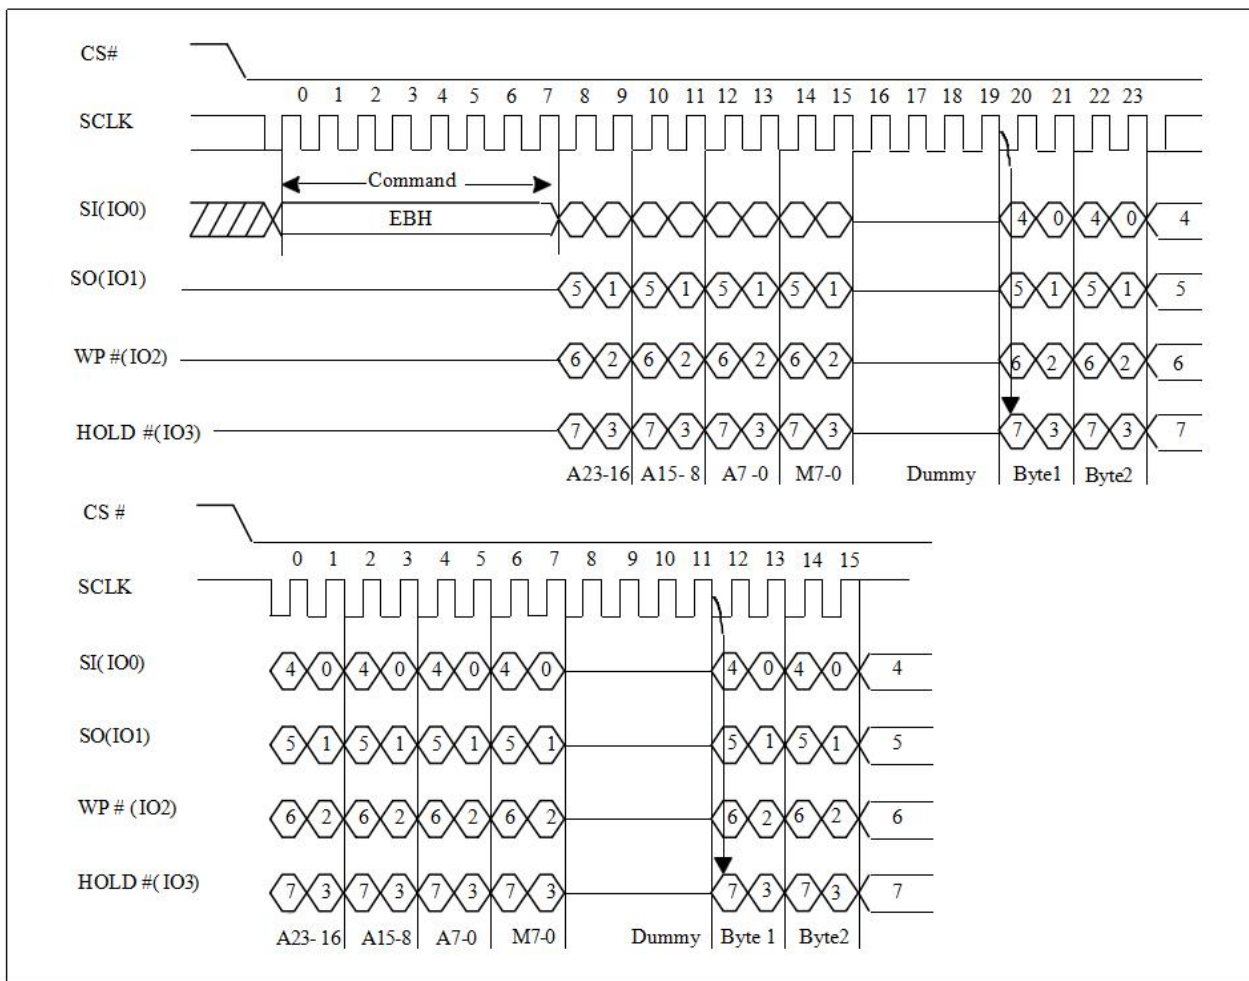 CS#
0 1 2 3 4 5 6 7 8 9 10 11 12 13 14 15 16 17 18 19 20 21 22 23
SCLK
Command
SI(IO0) EBH 4 0 4 0 4
SO(IO1) 5 1 5 1 5 1 5 1 5 1 5 1 5
WP #(IO2) 6 2 6 2 6 2 6 2 6 2 6 2 6
HOLD #(IO3) 7 3 7 3 7 3 7 3 7 3 7 3 7
A23-16 A15-8 A7-0 M7-0 Dummy Byte1 Byte2
CS #
0 1 2 3 4 5 6 7 8 9 10 11 12 13 14 15
SCLK
SI(IO0) 4 0 4 0 4 0 4 0 4 0 4 0 4
SO(IO1) 5 1 5 1 5 1 5 1 5 1 5 1 5
WP # (IO2) 6 2 6 2 6 2 6 2 6 2 6 2 6
HOLD #(IO3) 7 3 7 3 7 3 7 3 7 3 7 3 7
A23-16 A15-8 A7-0 M7-0 Dummy Byte 1 Byte2